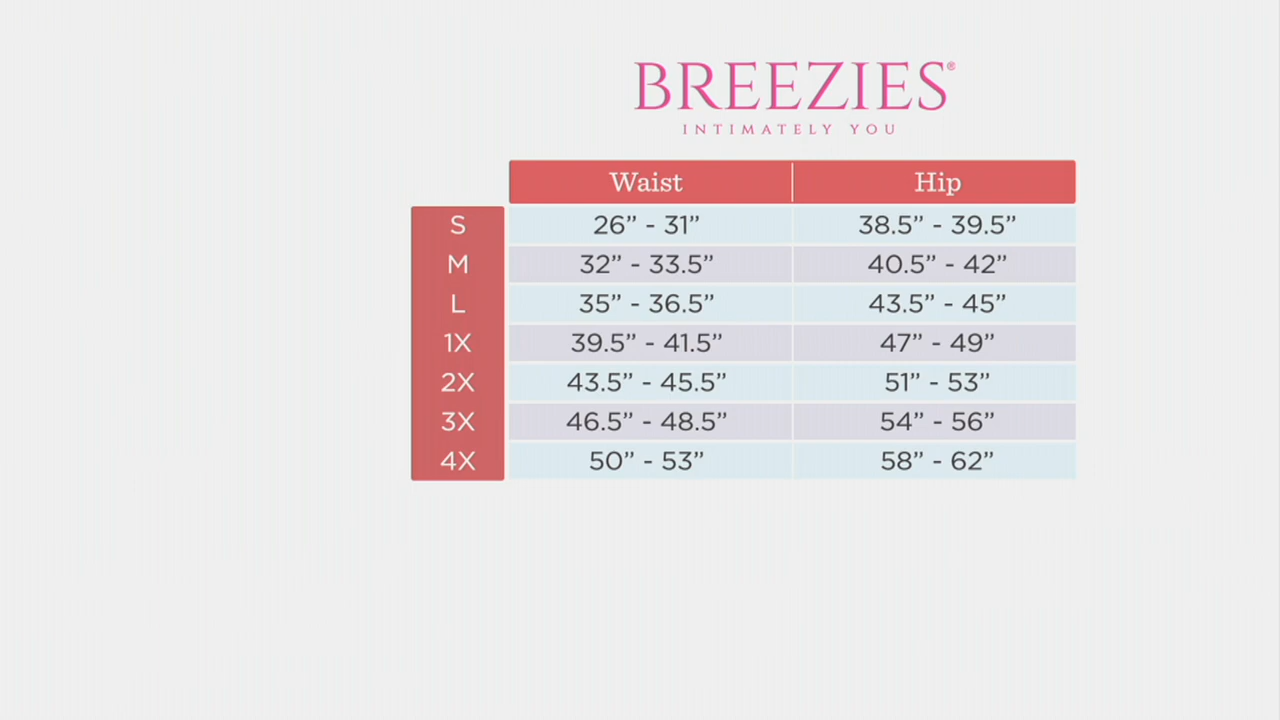 BREEZIES®
INTIMATELY YOU
Waist Hip
S 26” - 31” 38.5” - 39.5”
M 32” - 33.5” 40.5” - 42”
L 35” - 36.5” 43.5” - 45”
1X 39.5” - 41.5” 47” - 49”
2X 43.5” - 45.5” 51” - 53”
3X 46.5” - 48.5” 54” - 56”
4X 50” - 53” 58” - 62”